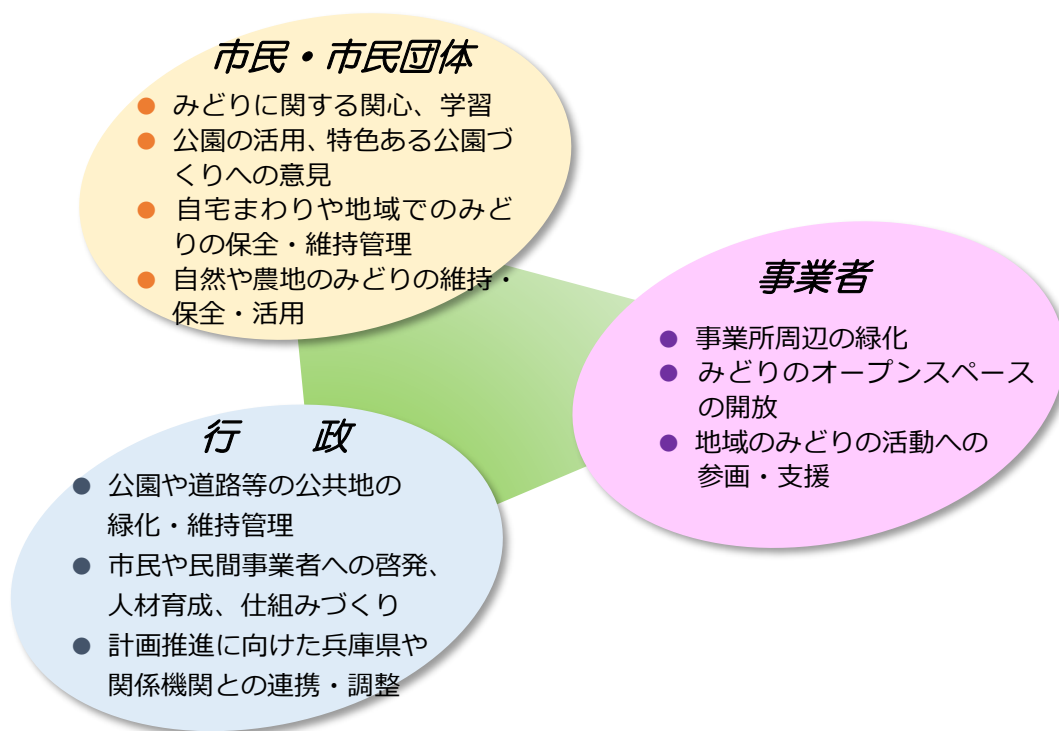 市民・市民団体
● みどりに関する関心、学習
● 公園の活用、特色ある公園づ
くりへの意見
● 自宅まわりや地域でのみど
りの保全・維持管理
● 自然や農地のみどりの維持・
保全・活用
事業者
● 事業所周辺の緑化
● みどりのオープンスペース
の開放
● 地域のみどりの活動への
参画・支援
行　政
● 公園や道路等の公共地の
緑化・維持管理
● 市民や民間事業者への啓発、
人材育成、仕組みづくり
● 計画推進に向けた兵庫県や
関係機関との連携・調整